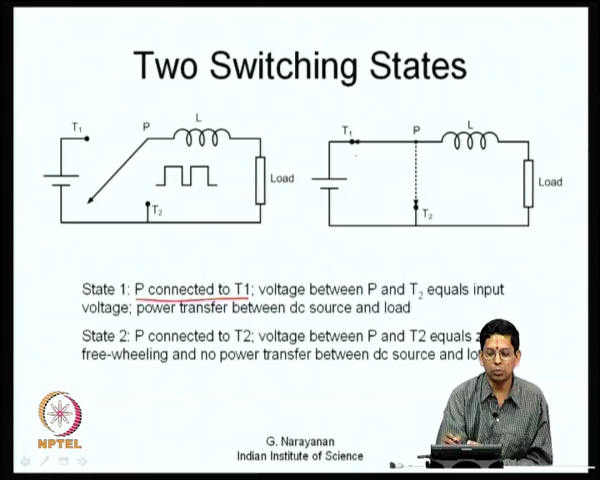 Two Switching States
T1 P L
Load
T2
T1 P L
Load
T2
State 1: P connected to T1; voltage between P and T2 equals input
voltage; power transfer between dc source and load
State 2: P connected to T2; voltage between P and T2 equals
free-wheeling and no power transfer between dc source and
NPTEL
G. Narayanan
Indian Institute of Science